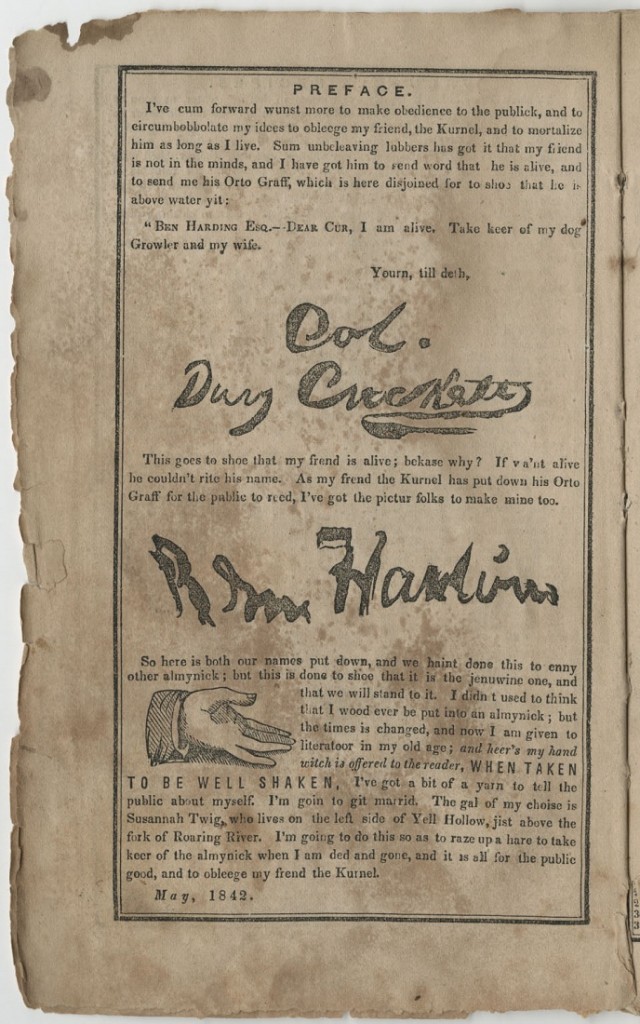 PREFACE.
I've cum forward wunst more to make obedience to the publick, and to
circumbobbolate my idees to obleege my friend, the Kurnel, and to mortalize
him as long as I live. Sum unbeleaving lubbers has got it that my friend
is not in the minds, and I have got him to send word that he is alive, and
to send me his Orto Graff, which is here disjoined for to shoe that he is
above water yit:
"BEN HARDING ESQ.--DEAR CUR, I am alive. Take keer of my dog
Growler and my wife.
Yourn, till deth,
Col.
Davy Crockett
This goes to shoe that my frend is alive; bekase why? If va'nt alive
he couldn't rite his name. As my frend the Kurnel has put down his Orto
Graff for the public to reed, I've got the pictur folks to make mine too.
Ben
So here is both our names put down, and we haint done this to enny
other almynick; but this is done to shoe that it is the jenuwine one, and
that we will stand to it. I didn't used to think
that I wood ever be put into an almynick; but
the times is changed, and now I am given to
literatoor in my old age; and heer's my hand
witch is offered to the reader, WHEN TAKEN
TO BE WELL SHAKEN, I've got a bit of a yarn to tell the
public about myself. I'm goin to git marrid. The gal of my choise is
Susannah Twig, who lives on the left side of Yell Hollow, jist above the
fork of Roaring River. I'm going to do this so as to raze up a hare to take
keer of the almynick when I am ded and gone, and it is all for the public
good, and to obleege my frend the Kurnel.
May, 1842.